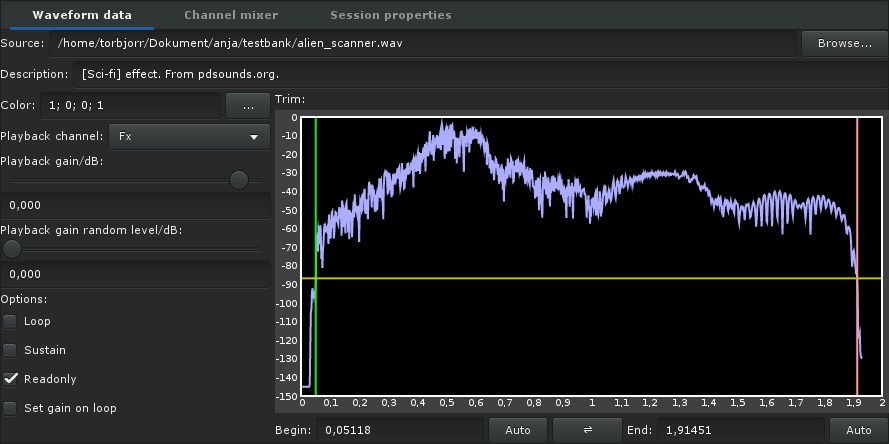 Waveform data Channel mixer Session properties
Source: /home/torbjorr/Dokument/anja/testbank/alien_scanner.wav Browse...
Description: [Sci-fi] effect. From pdsounds.org.
Color: 1; 0; 0; 1 ...
Playback channel: Fx
Playback gain/dB:
0,000
Playback gain random level/dB:
0,000
Options:
Loop
Sustain
Readonly
Set gain on loop
Trim:
0
-10
-20
-30
-40
-50
-60
-70
-80
-90
-100
-110
-120
-130
-140
-150
0 0,1 0,2 0,3 0,4 0,5 0,6 0,7 0,8 0,9 1 1,1 1,2 1,3 1,4 1,5 1,6 1,7 1,8 1,9 2
Begin: 0,05118 Auto ⇌ End: 1,91451 Auto